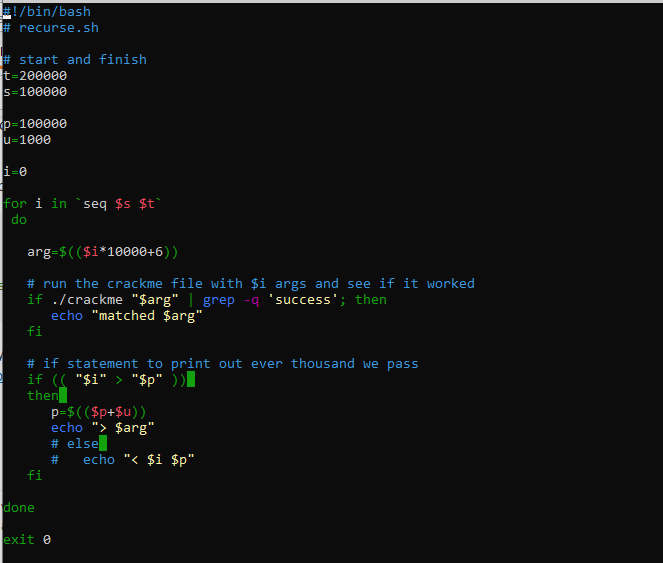 #!/bin/bash
# recurse.sh
# start and finish
t=200000
s=100000
p=100000
u=1000
i=0
for i in `seq $s $t`
do
arg=$(($i*10000+6))
# run the crackme file with $i args and see if it worked
if ./crackme "$arg" | grep -q 'success'; then
echo "matched $arg"
fi
# if statement to print out ever thousand we pass
if (( "$i" > "$p" ))
then
p=$(($p+$u))
echo "> $arg"
# else
# echo "< $i $p"
fi
done
exit 0